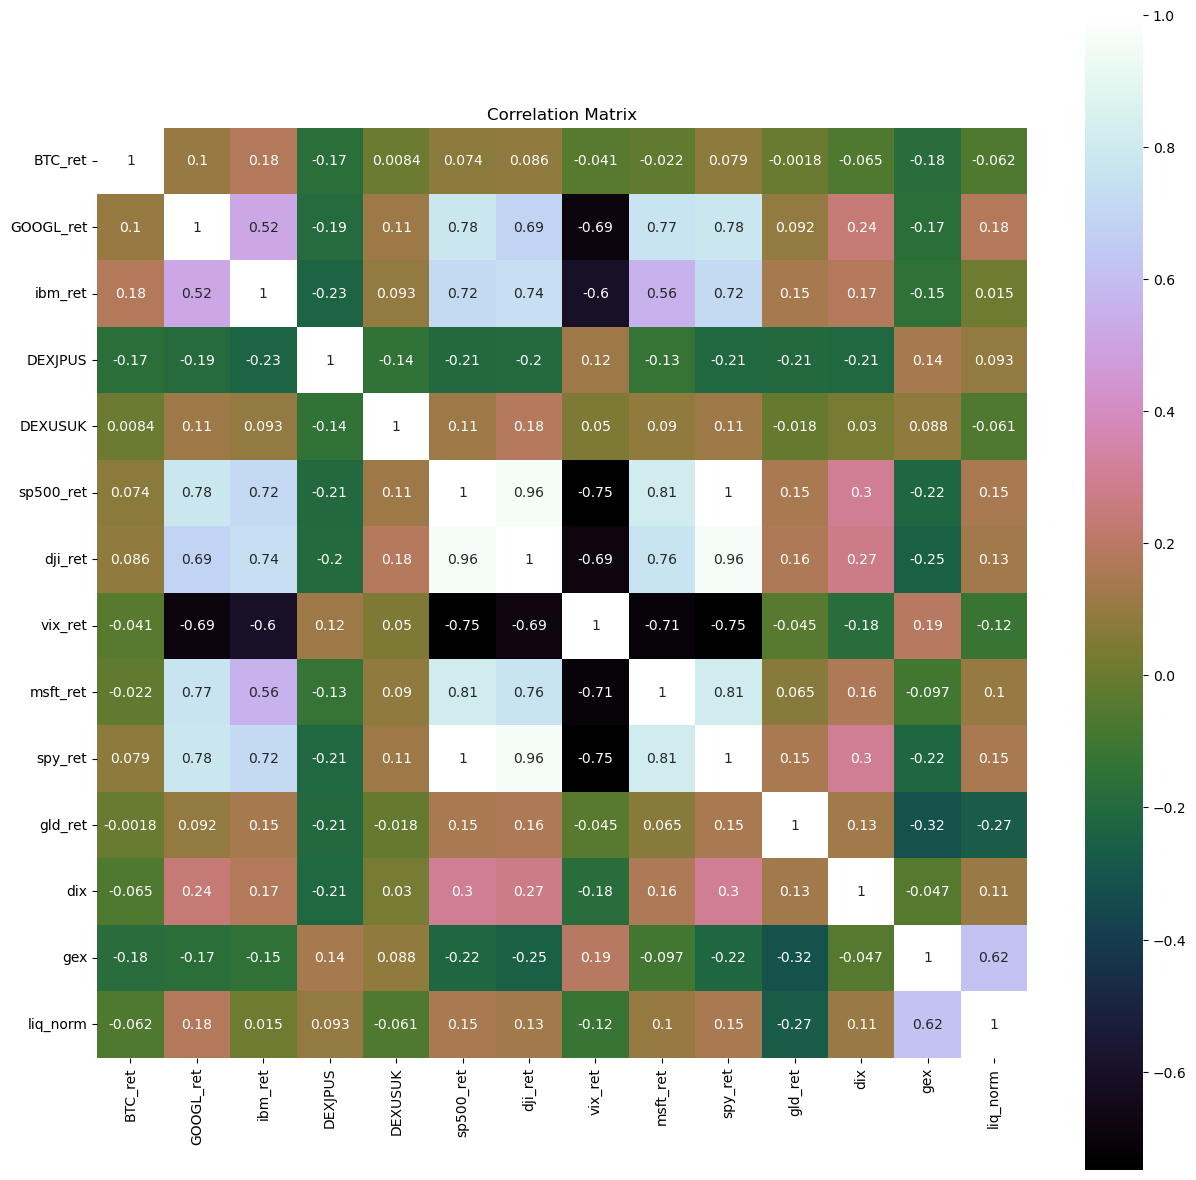 Correlation Matrix
BTC_ret 1 0.1 0.18 -0.17 0.0084 0.074 0.086 -0.041 -0.022 0.079 -0.0018 -0.065 -0.18 -0.062
GOOGL_ret 0.1 1 0.52 -0.19 0.11 0.78 0.69 -0.69 0.77 0.78 0.092 0.24 -0.17 0.18
ibm_ret 0.18 0.52 1 -0.23 0.093 0.72 0.74 -0.6 0.56 0.72 0.15 0.17 -0.15 0.015
DEXJPUS -0.17 -0.19 -0.23 1 -0.14 -0.21 -0.2 0.12 -0.13 -0.21 -0.21 -0.21 0.14 0.093
DEXUSUK 0.0084 0.11 0.093 -0.14 1 0.11 0.18 0.05 0.09 0.11 -0.018 0.03 0.088 -0.061
sp500_ret 0.074 0.78 0.72 -0.21 0.11 1 0.96 -0.75 0.81 1 0.15 0.3 -0.22 0.15
dji_ret 0.086 0.69 0.74 -0.2 0.18 0.96 1 -0.69 0.76 0.96 0.16 0.27 -0.25 0.13
vix_ret -0.041 -0.69 -0.6 0.12 0.05 -0.75 -0.69 1 -0.71 -0.75 -0.045 -0.18 0.19 -0.12
msft_ret -0.022 0.77 0.56 -0.13 0.09 0.81 0.76 -0.71 1 0.81 0.065 0.16 -0.097 0.1
spy_ret 0.079 0.78 0.72 -0.21 0.11 1 0.96 -0.75 0.81 1 0.15 0.3 -0.22 0.15
gld_ret -0.0018 0.092 0.15 -0.21 -0.018 0.15 0.16 -0.045 0.065 0.15 1 0.13 -0.32 -0.27
dix -0.065 0.24 0.17 -0.21 0.03 0.3 0.27 -0.18 0.16 0.3 0.13 1 -0.047 0.11
gex -0.18 -0.17 -0.15 0.14 0.088 -0.22 -0.25 0.19 -0.097 -0.22 -0.32 -0.047 1 0.62
liq_norm -0.062 0.18 0.015 0.093 -0.061 0.15 0.13 -0.12 0.1 0.15 -0.27 0.11 0.62 1
BTC_ret GOOGL_ret ibm_ret DEXJPUS DEXUSUK sp500_ret dji_ret vix_ret msft_ret spy_ret gld_ret dix gex liq_norm
1.0
0.8
0.6
0.4
0.2
0.0
−0.2
−0.4
−0.6